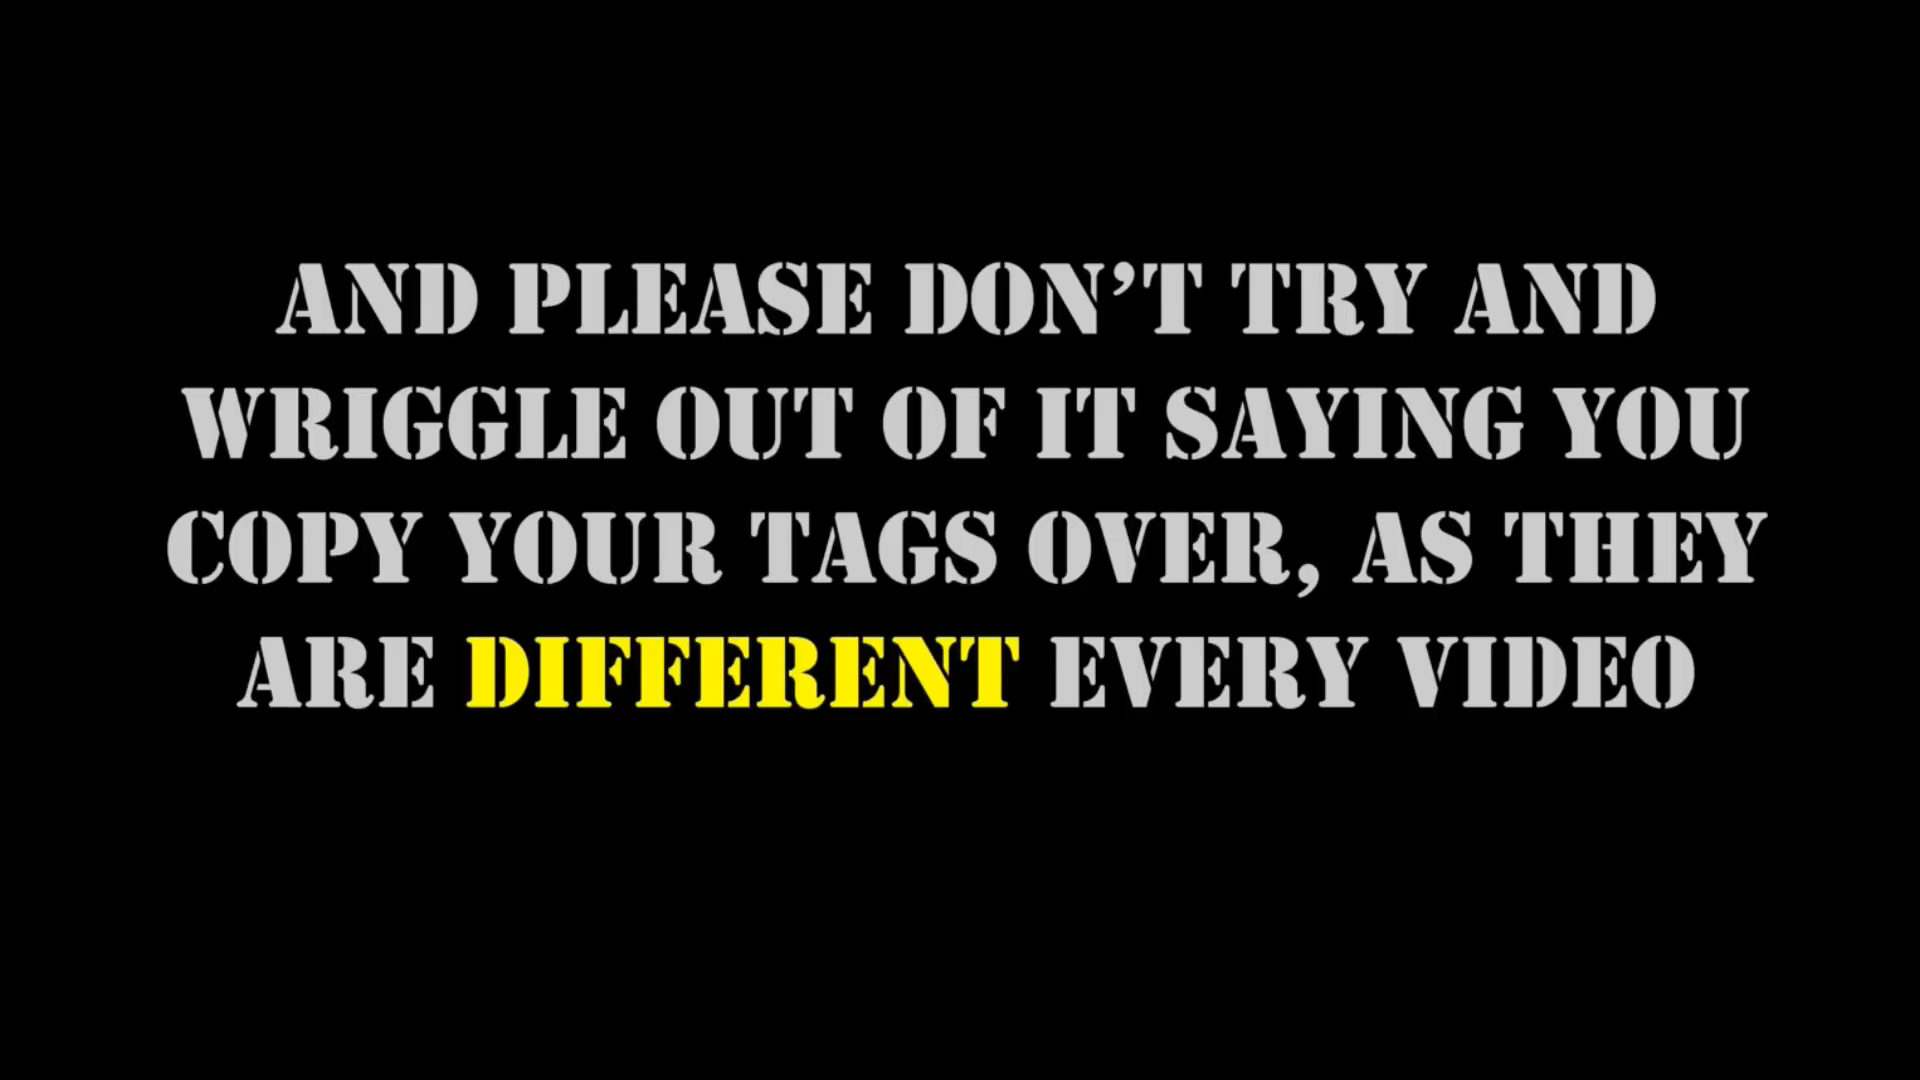 AND PLEASE DON’T TRY AND
WRIGGLE OUT OF IT SAYING YOU
COPY YOUR TAGS OVER, AS THEY
ARE DIFFERENT EVERY VIDEO